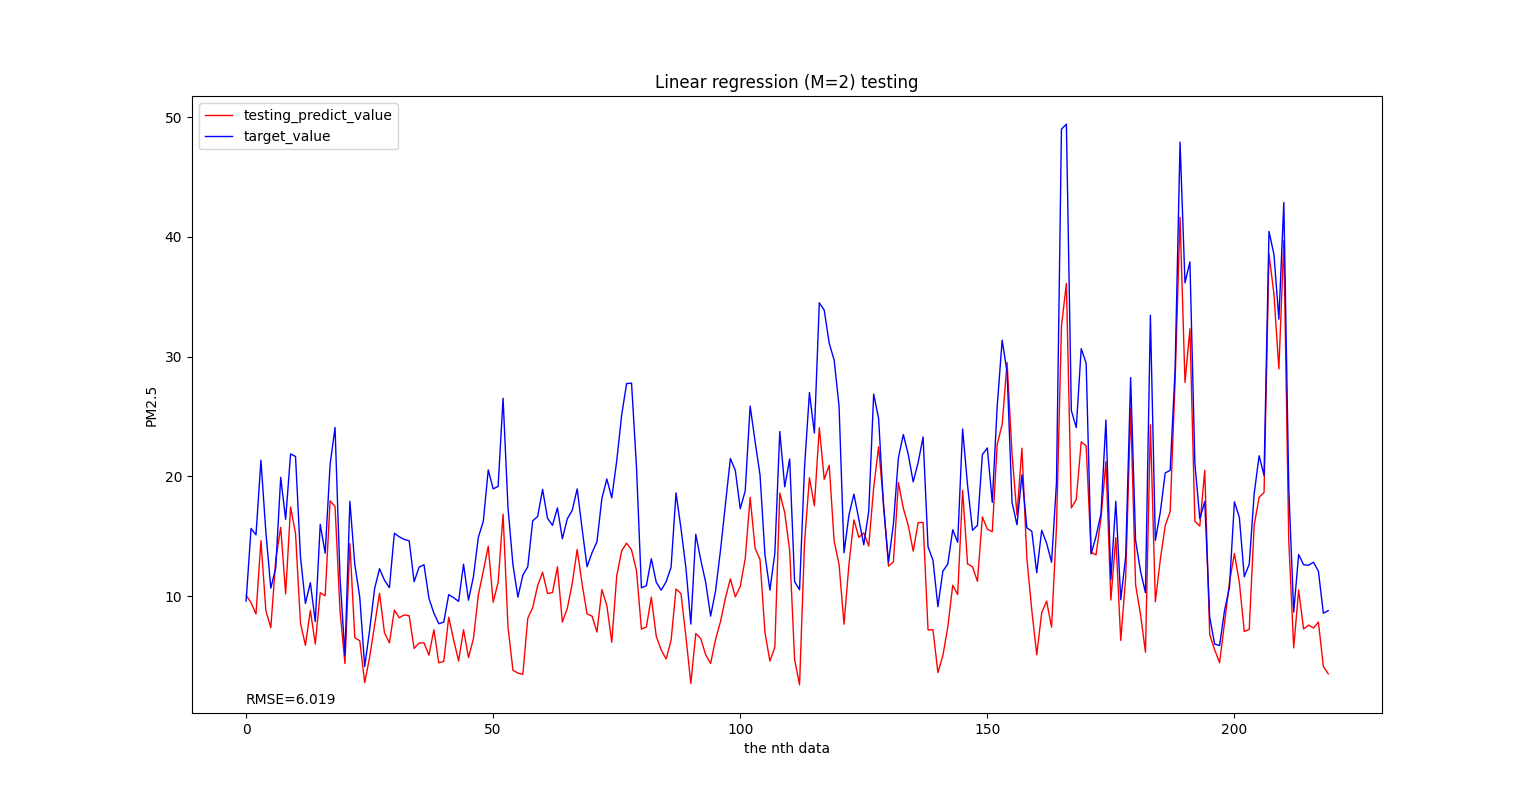 Linear regression (M=2) testing
testing_predict_value
target_value
50
40
30
20
10
PM2.5
RMSE=6.019
0
50
100
150
200
the nth data